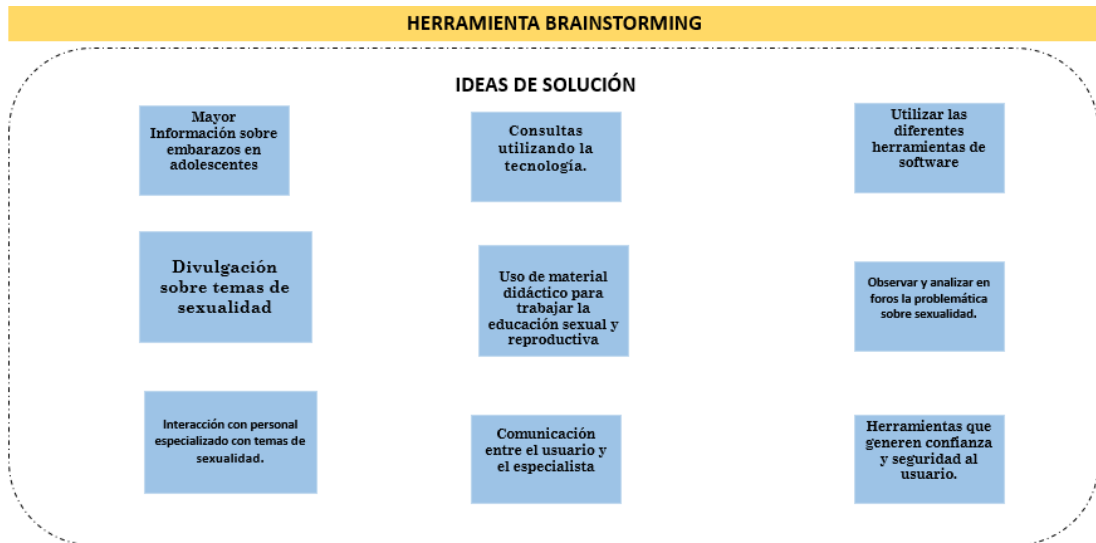 HERRAMIENTA BRAINSTORMING
IDEAS DE SOLUCIÓN
Mayor
Información sobre
embarazos en
adolescentes
Consultas
utilizando la
tecnología.
Utilizar las
diferentes
herramientas de
software
Divulgación
sobre temas de
sexualidad
Uso de material
didáctico para
trabajar la
educación sexual y
reproductiva
Observar y analizar en
foros la problemática
sobre sexualidad.
Interacción con personal
especializado con temas de
sexualidad.
Comunicación
entre el usuario y
el especialista
Herramientas que
generen confianza
y seguridad al
usuario.